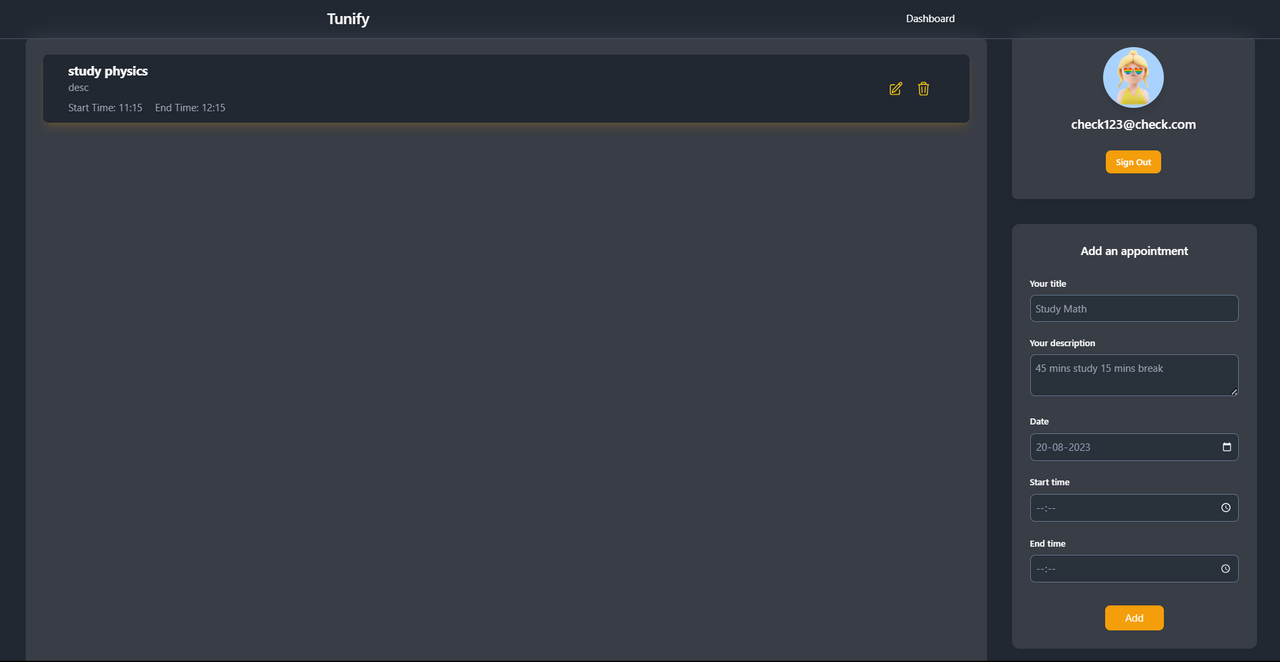 Tunify
Dashboard
study physics
desc
Start Time: 11:15 End Time: 12:15
check123@check.com
Sign Out
Add an appointment
Your title
Study Math
Your description
45 mins study 15 mins break
Date
20-08-2023
Start time
--:--
End time
--:--
Add